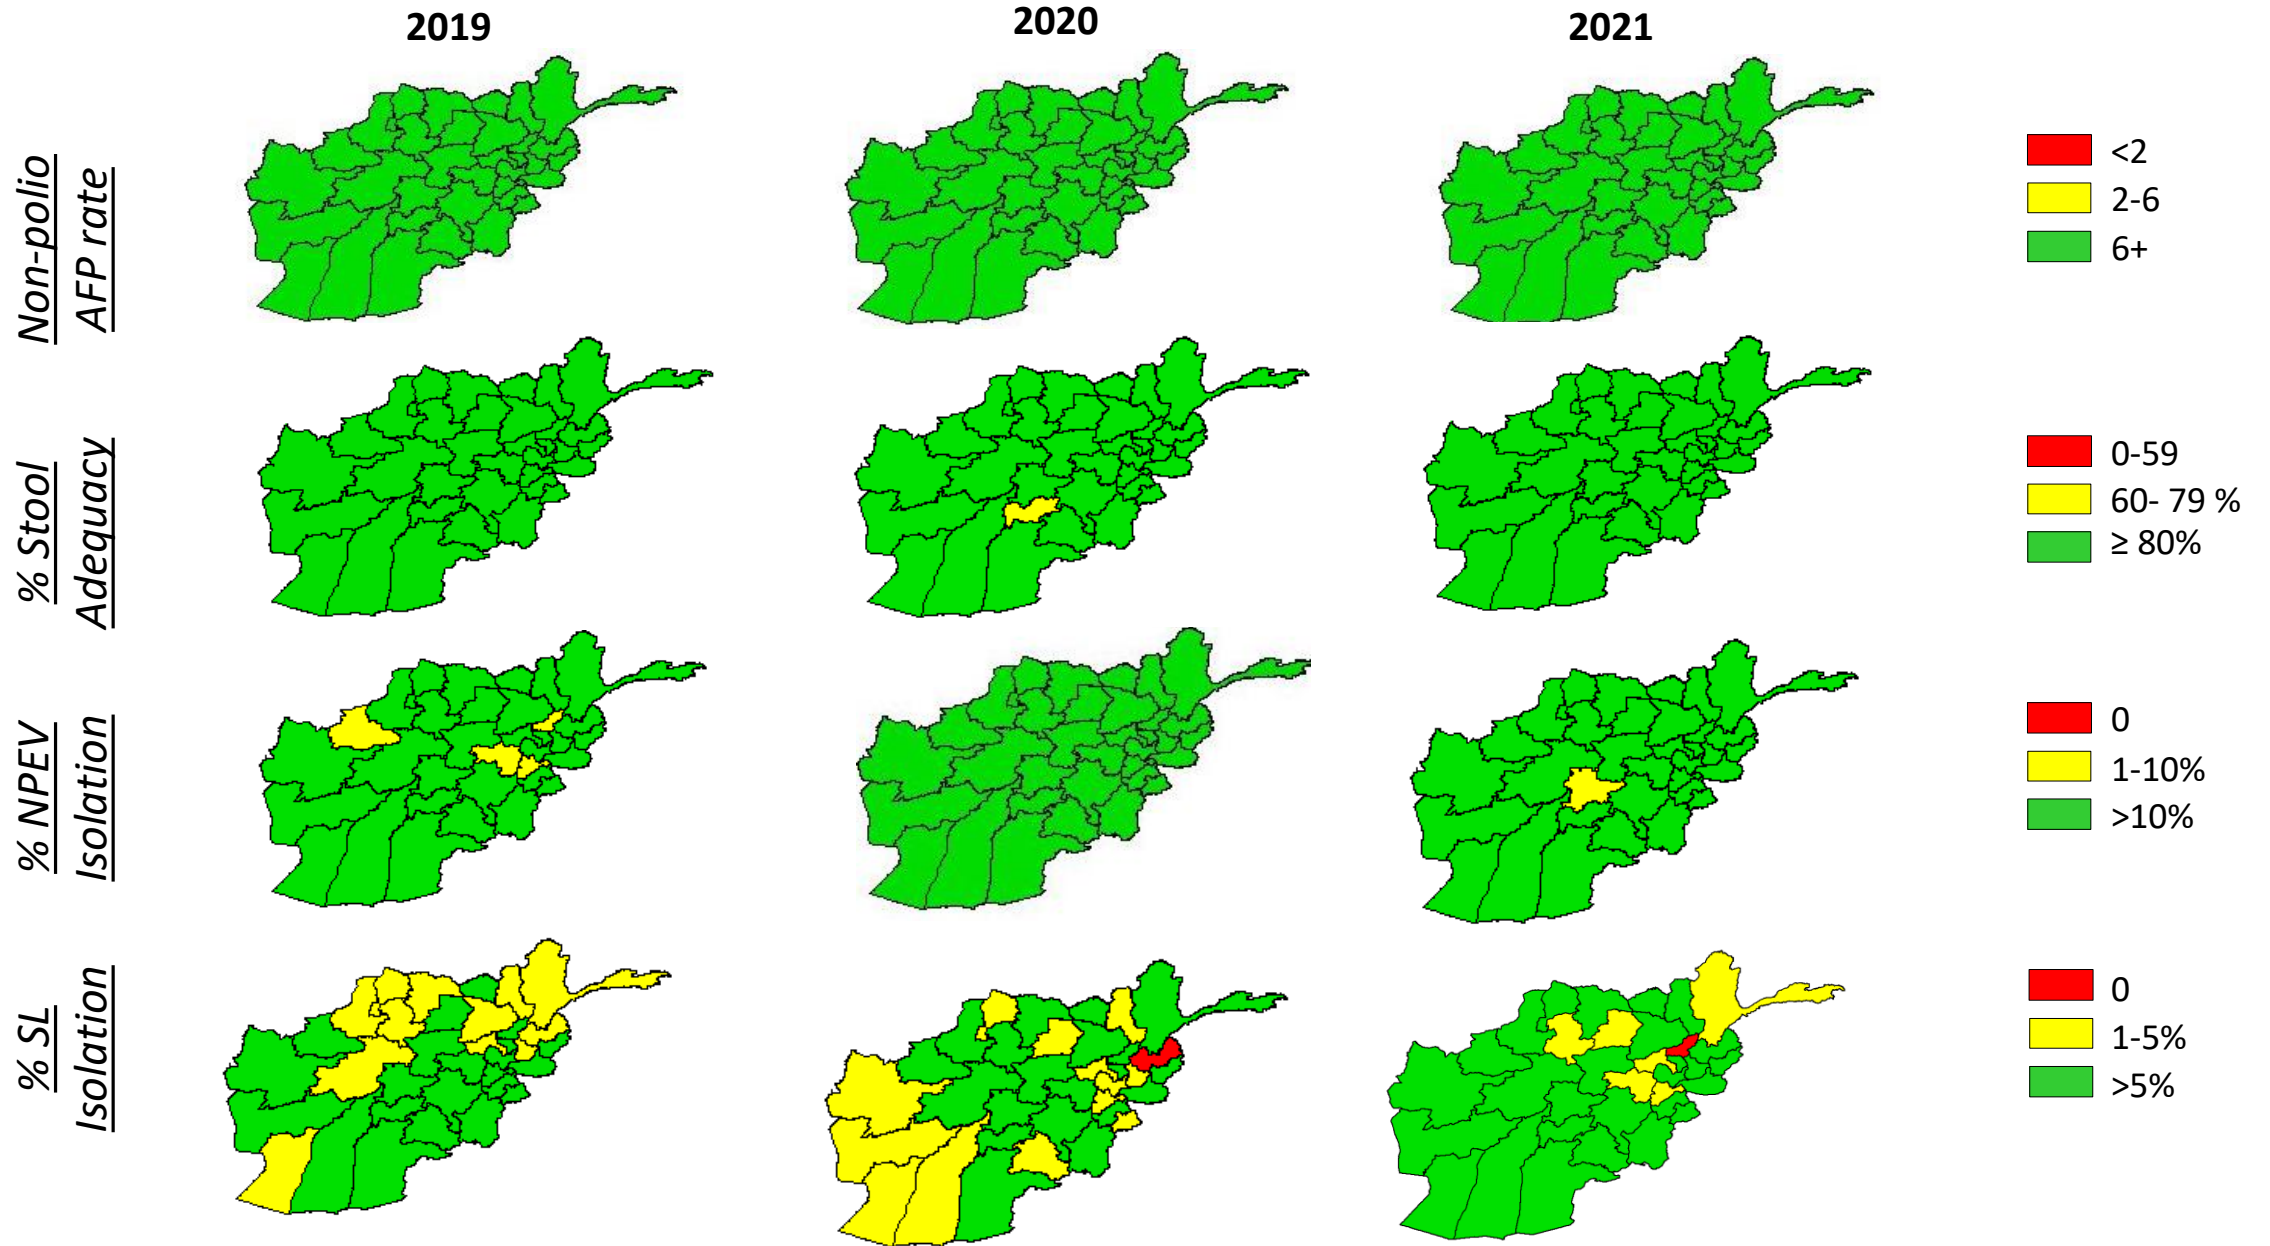 2019
2020
2021
Non-polio
AFP rate
<2
2-6
6+
% Stool
Adequacy
0-59
60- 79 %
≥ 80%
% NPEV
Isolation
0
1-10%
>10%
% SL
Isolation
0
1-5%
>5%